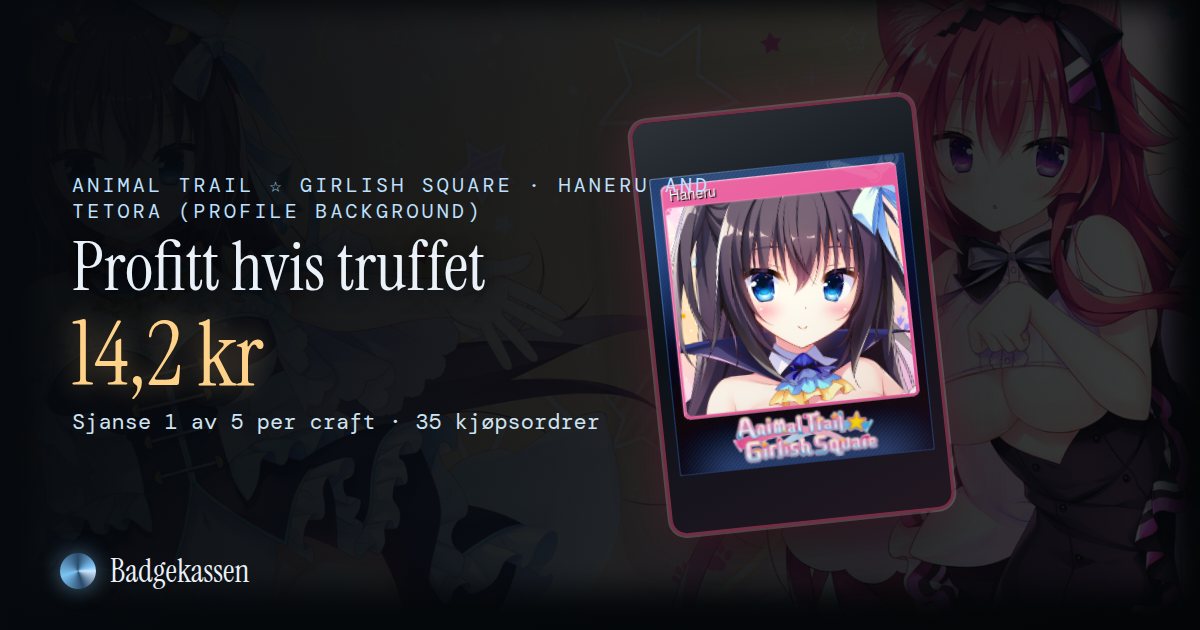 ANIMAL TRAIL ☆ GIRLISH SQUARE · HANERU AND
TETORA (PROFILE BACKGROUND)
Profitt hvis truffet
14,2 kr
Sjanse 1 av 5 per craft · 35 kjøpsordrer
Badgekassen
Haneru
Animal Trail
Girlish Square